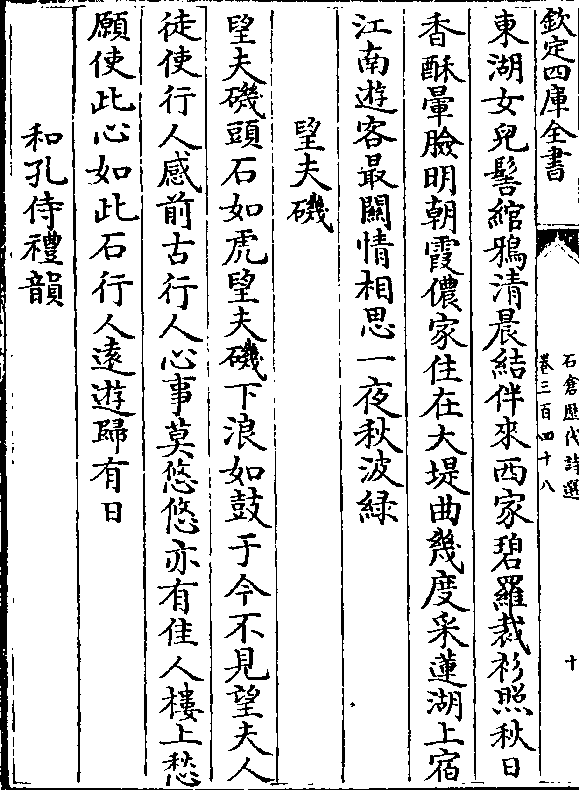 欽定四庫全書
石倉歴代詩選
卷三百四十八
十
東湖女兒髻綰鴉清晨結伴來西家碧羅裁衫照秋日
香酥暈臉明朝霞儂家住在大堤曲幾度采蓮湖上宿
江南遊客最闗情相思一夜秋波緑
望夫磯
望夫磯頭石如虎望夫磯下浪如鼓于今不見望夫人
徒使行人感前古行人心事莫悠悠亦有佳人樓上愁
願使此心如此石行人逺遊歸有日
和孔侍禮韻